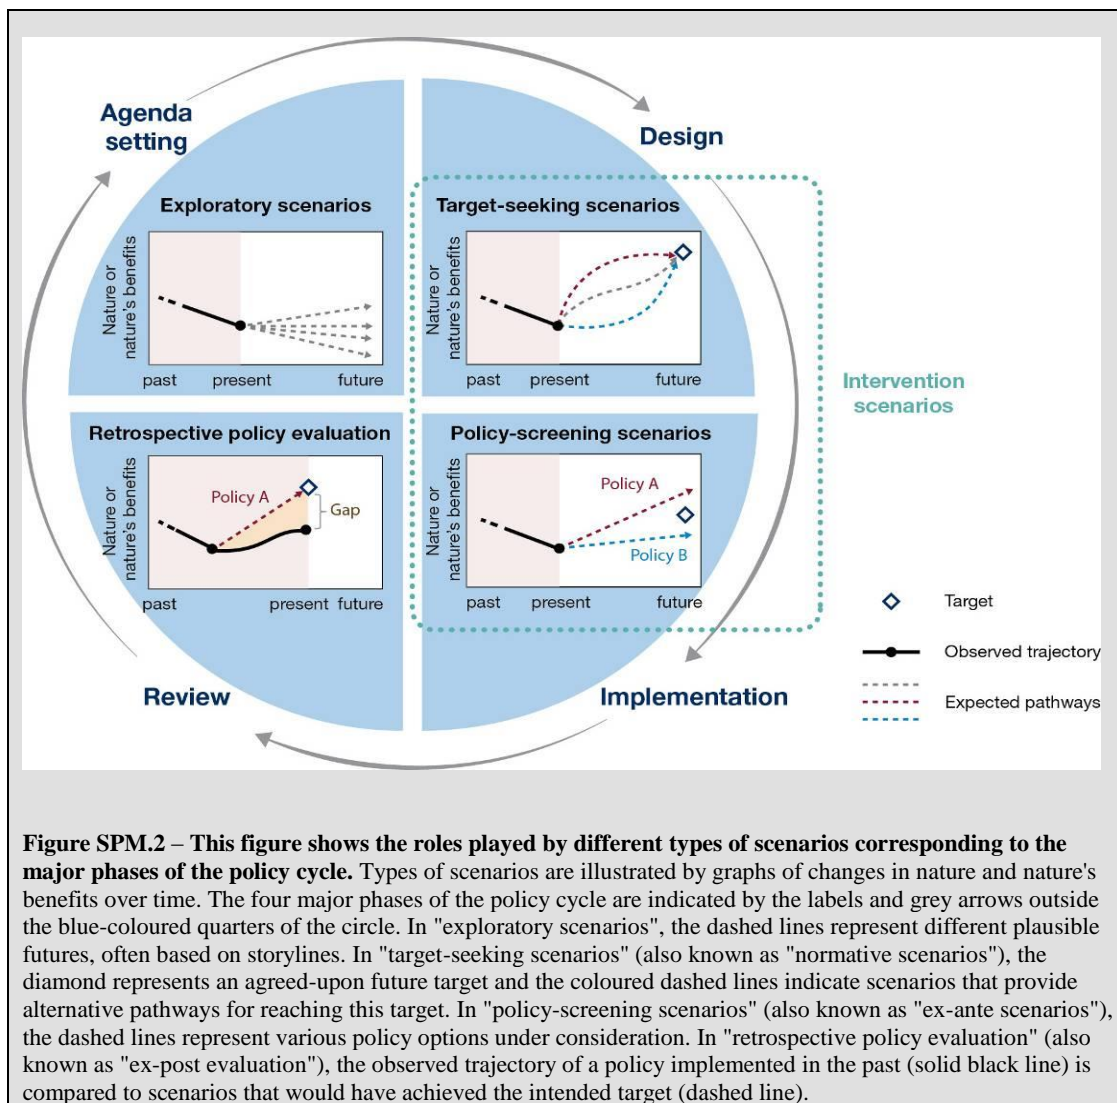 Agenda
setting
Design
Exploratory scenarios
Nature or
nature's benefits
past present future
Target-seeking scenarios
Nature or
nature's benefits
past present future
Intervention
scenarios
Retrospective policy evaluation
Nature or
nature's benefits
Policy A
Gap
past present future
Policy-screening scenarios
Nature or
nature's benefits
Policy A
Policy B
past present future
Target
Observed trajectory
Expected pathways
Review
Implementation
Figure SPM.2 – This figure shows the roles played by different types of scenarios corresponding to the
major phases of the policy cycle. Types of scenarios are illustrated by graphs of changes in nature and nature's
benefits over time. The four major phases of the policy cycle are indicated by the labels and grey arrows outside
the blue-coloured quarters of the circle. In "exploratory scenarios", the dashed lines represent different plausible
futures, often based on storylines. In "target-seeking scenarios" (also known as "normative scenarios"), the
diamond represents an agreed-upon future target and the coloured dashed lines indicate scenarios that provide
alternative pathways for reaching this target. In "policy-screening scenarios" (also known as "ex-ante scenarios"),
the dashed lines represent various policy options under consideration. In "retrospective policy evaluation" (also
known as "ex-post evaluation"), the observed trajectory of a policy implemented in the past (solid black line) is
compared to scenarios that would have achieved the intended target (dashed line).